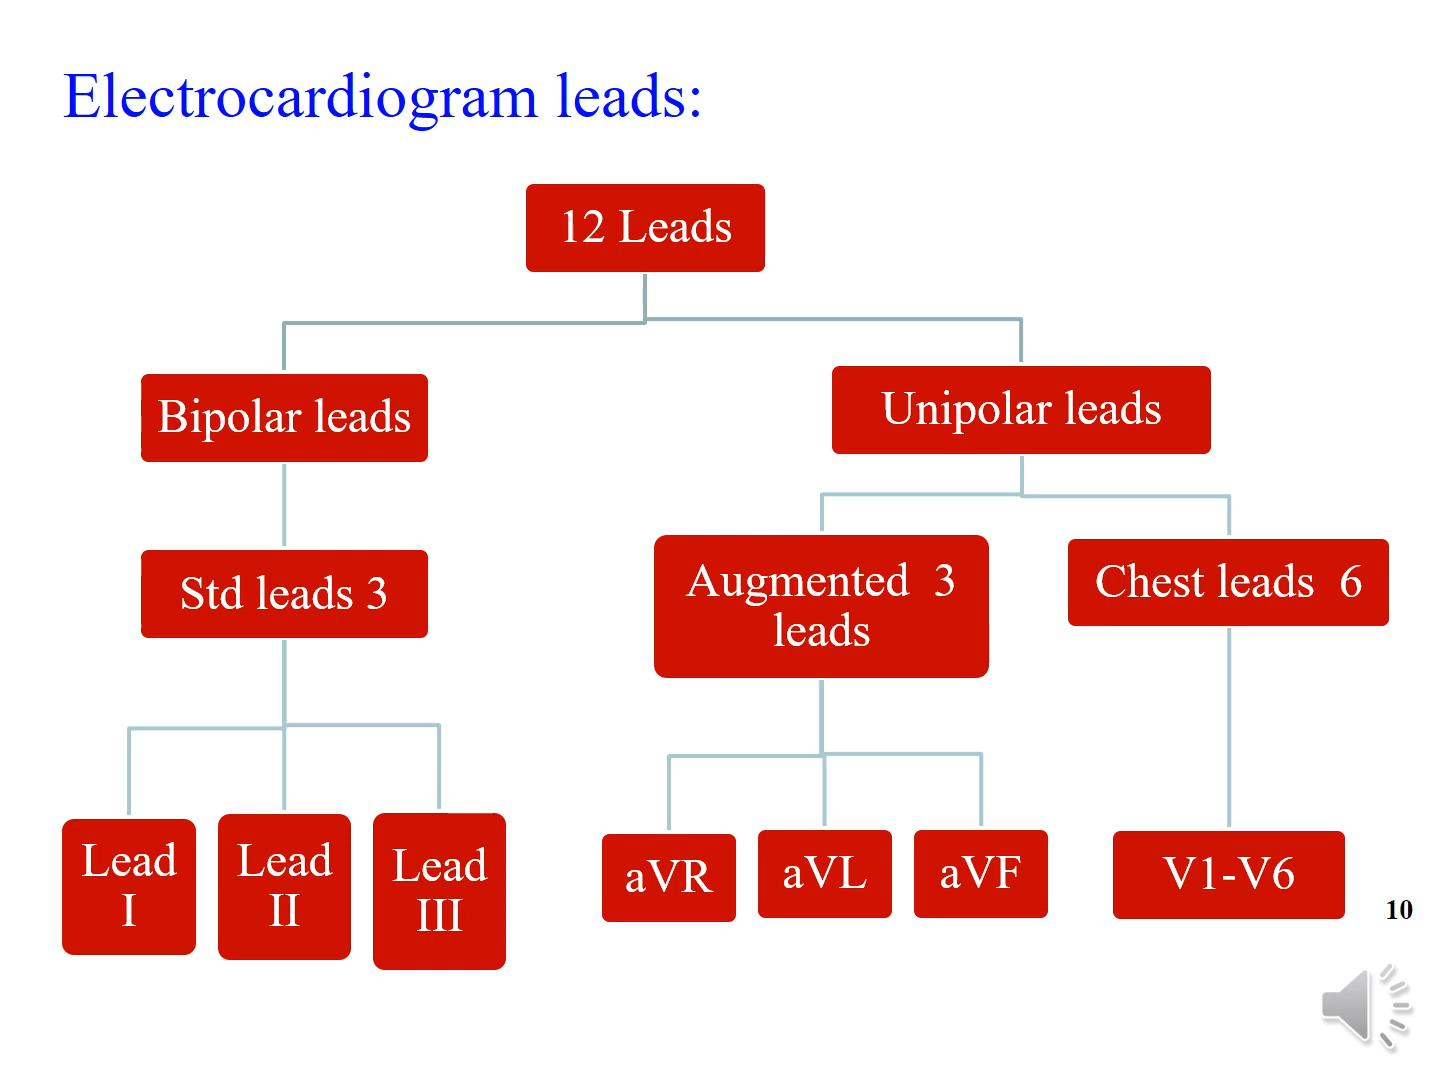 Electrocardiogram leads:
12 Leads
Bipolar leads
Unipolar leads
Std leads 3
Augmented  3
leads
Chest leads  6
Lead
I
Lead
II
Lead
III
aVR
aVL
aVF
V1-V6
10